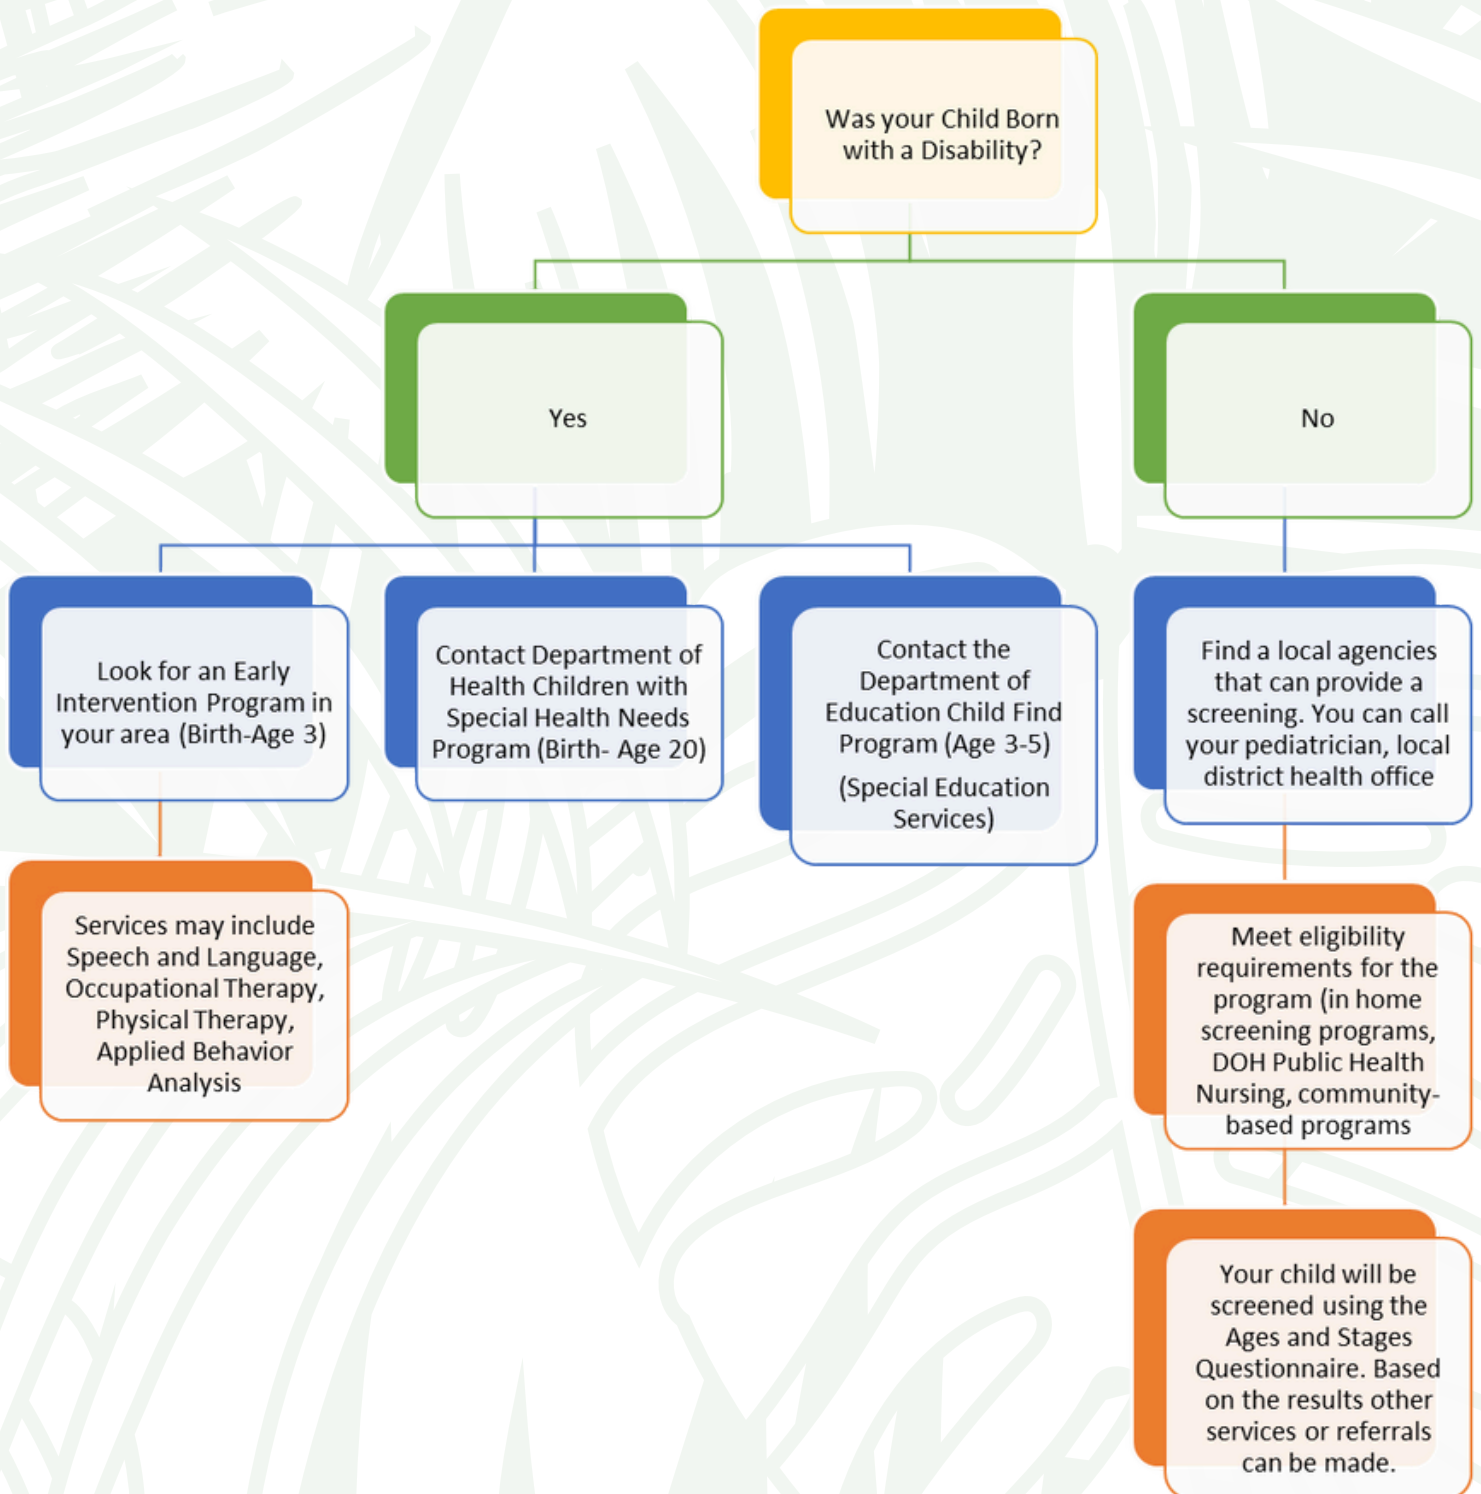 Was your Child Born
with a Disability?
Yes
No
Look for an Early
Intervention Program in
your area (Birth-Age 3)
Contact Department of
Health Children with
Special Health Needs
Program (Birth- Age 20)
Contact the
Department of
Education Child Find
Program (Age 3-5)
(Special Education
Services)
Find a local agencies
that can provide a
screening. You can call
your pediatrician, local
district health office
Services may include
Speech and Language,
Occupational Therapy,
Physical Therapy,
Applied Behavior
Analysis
Meet eligibility
requirements for the
program (in home
screening programs,
DOH Public Health
Nursing, community-
based programs
Your child will be
screened using the
Ages and Stages
Questionnaire. Based
on the results other
services or referrals
can be made.